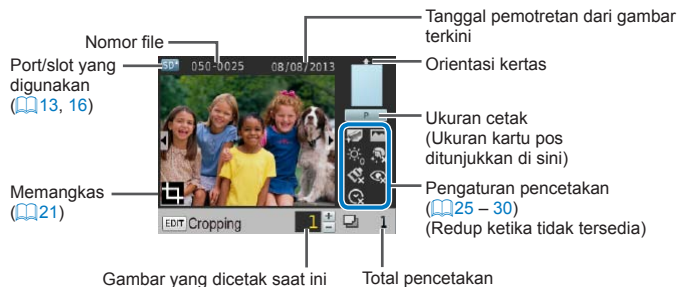 Nomor file
Tanggal pemotretan dari gambar
terkini
Port/slot yang
digunakan
(13, 16)
Orientasi kertas
SD
050-0025
08/08/2013
P
Ukuran cetak
(Ukuran kartu pos
ditunjukkan di sini)
Memangkas
(21)
Pengaturan pencetakan
(25 – 30)
(Redup ketika tidak tersedia)
EDIT Cropping
1
+
-
1
Gambar yang dicetak saat ini
Total pencetakan